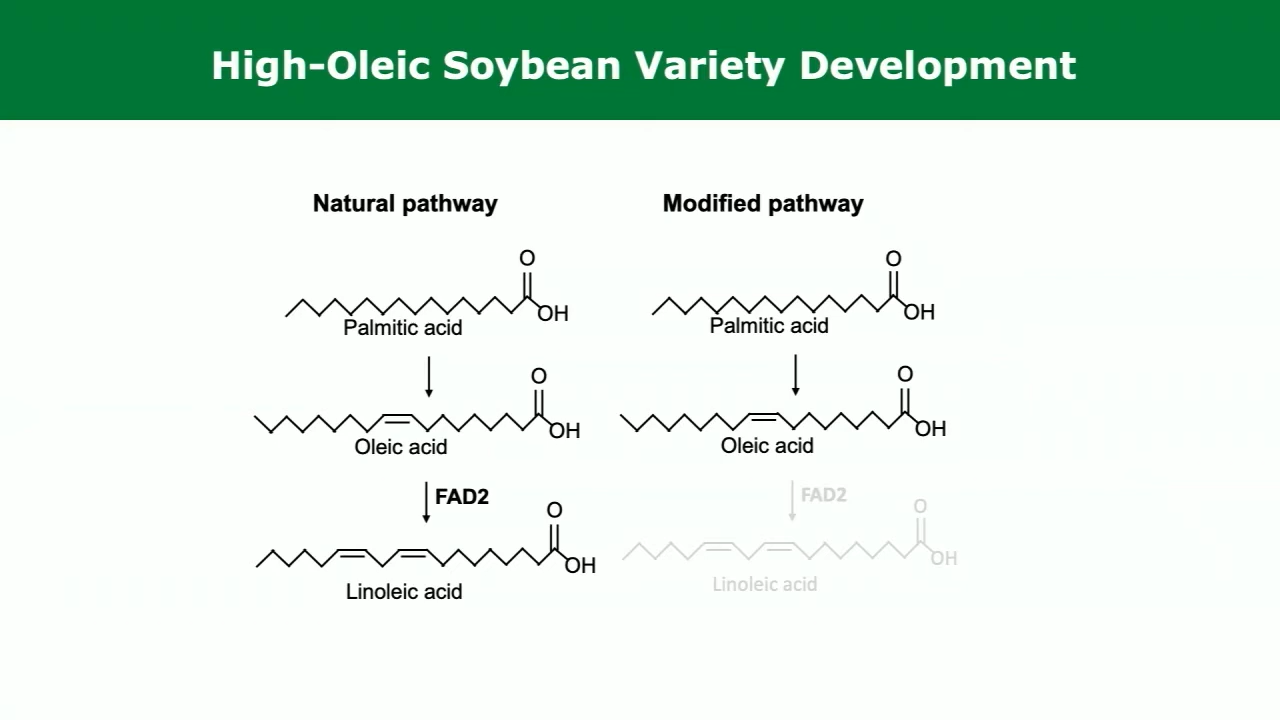 High-Oleic Soybean Variety Development
Natural pathway
O
OH
Palmitic acid
O
OH
Oleic acid
FAD2
O
OH
Linoleic acid
Modified pathway
O
OH
Palmitic acid
O
OH
Oleic acid
FAD2
O
OH
Linoleic acid